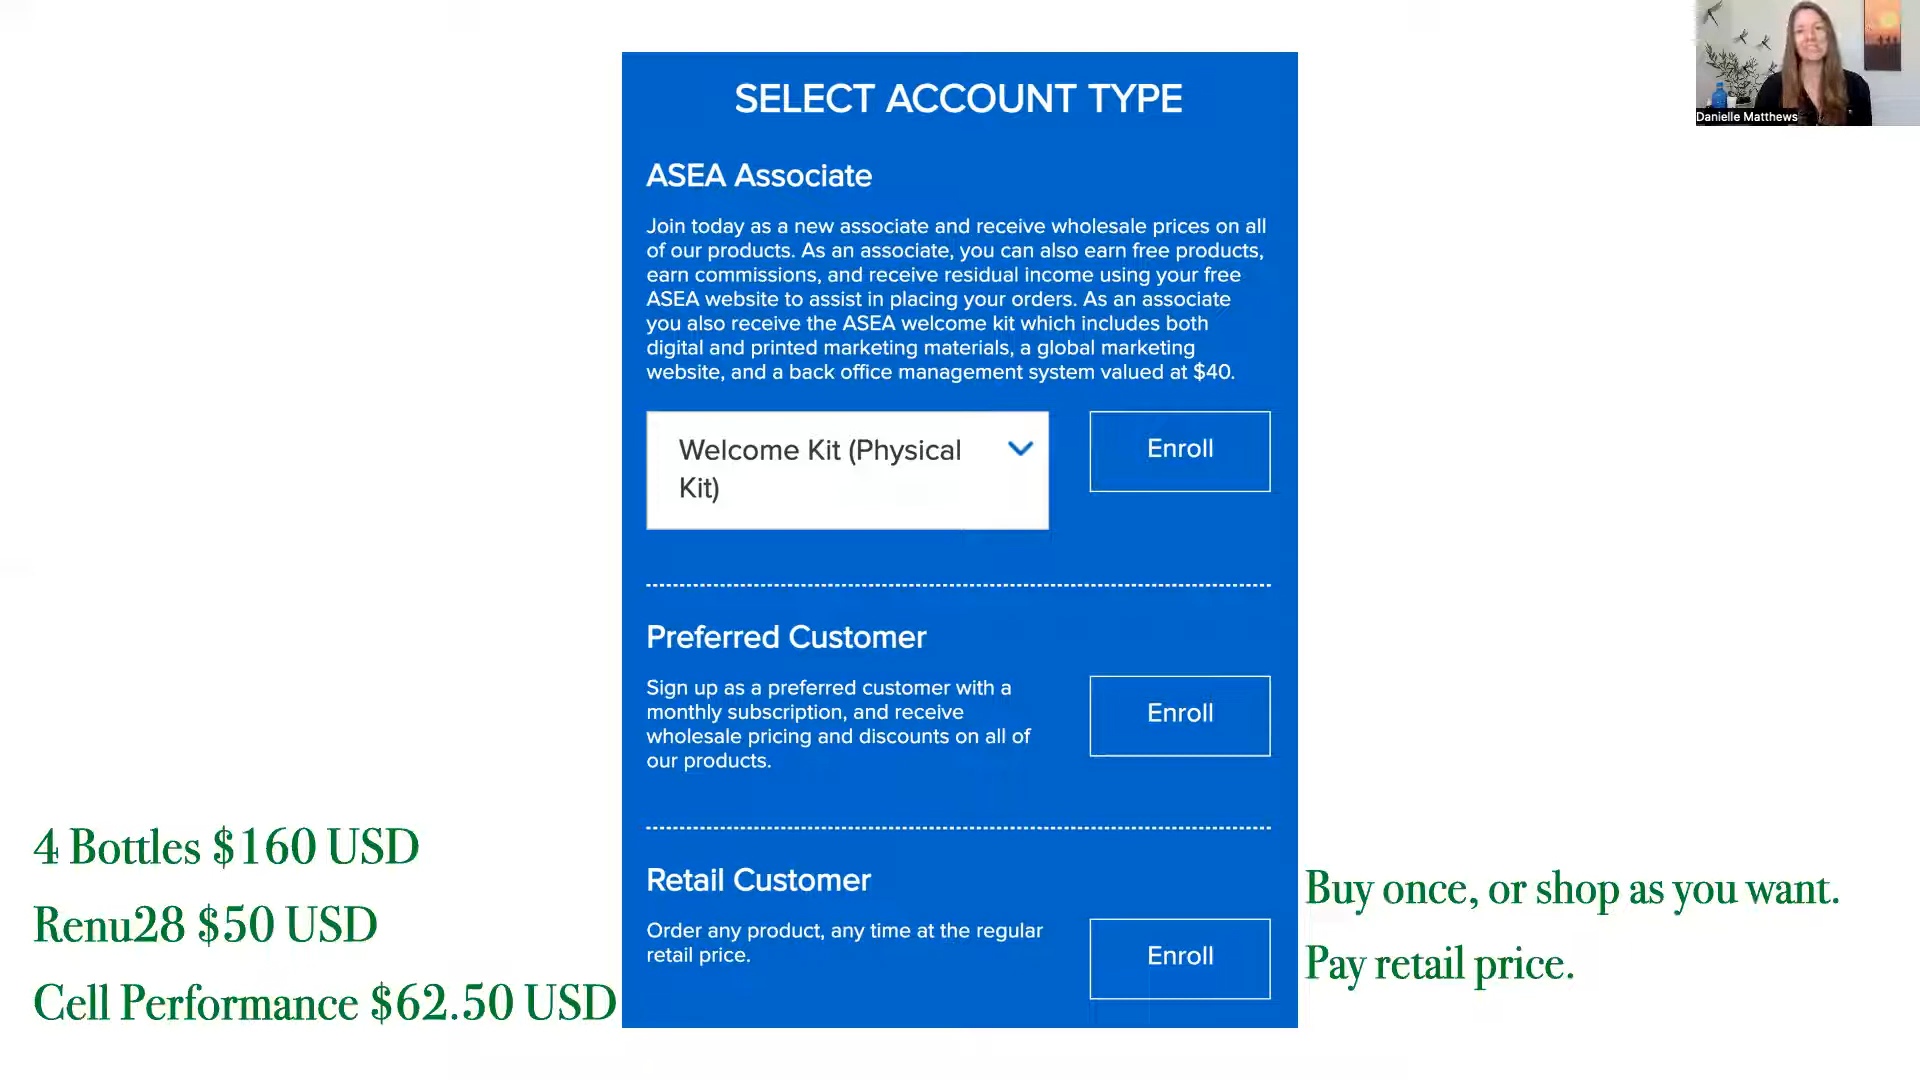 Danielle Matthews
SELECT ACCOUNT TYPE
ASEA Associate
Join today as a new associate and receive wholesale prices on all
of our products. As an associate, you can also earn free products,
earn commissions, and receive residual income using your free
ASEA website to assist in placing your orders. As an associate
you also receive the ASEA welcome kit which includes both
digital and printed marketing materials, a global marketing
website, and a back office management system valued at $40.
Welcome Kit (Physical
Kit)
Enroll
Preferred Customer
Sign up as a preferred customer with a
monthly subscription, and receive
wholesale pricing and discounts on all of
our products.
Enroll
Retail Customer
Order any product, any time at the regular
retail price.
Enroll
4 Bottles $160 USD
Renu28 $50 USD
Cell Performance $62.50 USD
Buy once, or shop as you want.
Pay retail price.